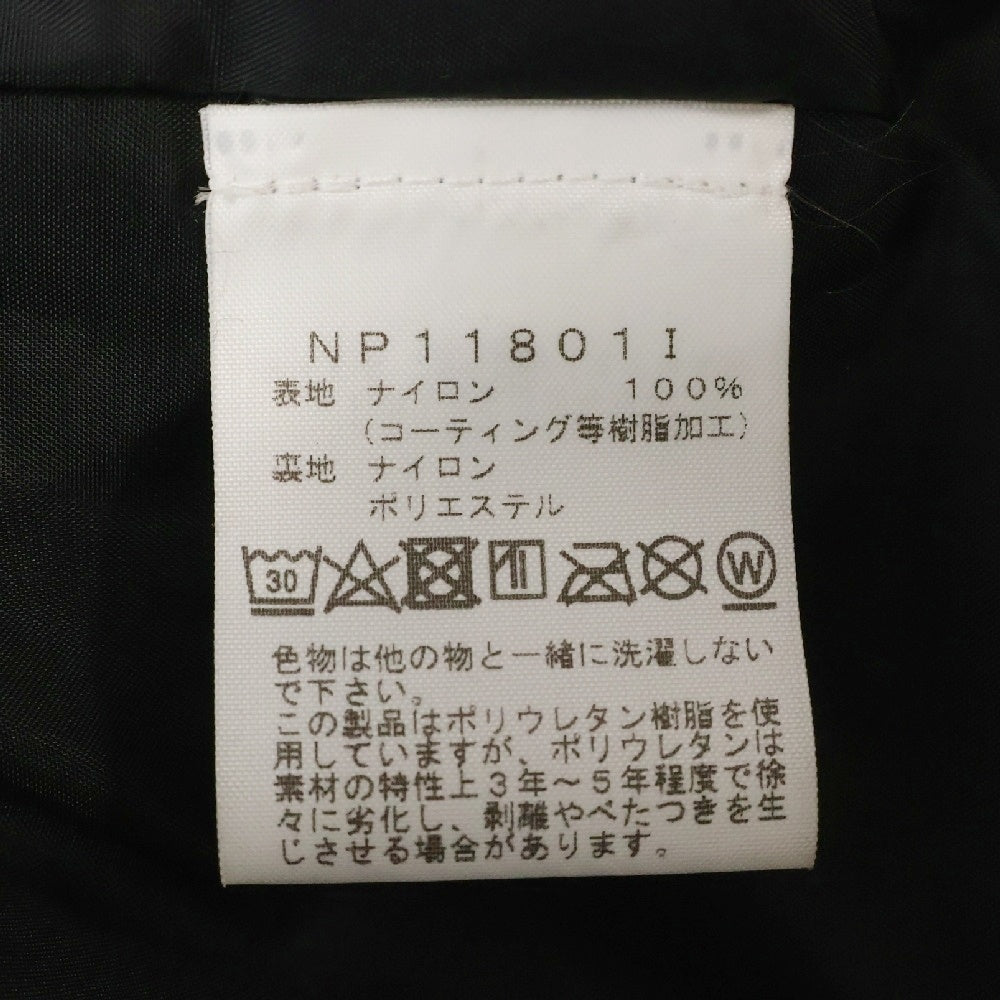 NP11801I
表地 ナイロン 100%
(コーティング等樹脂加工)
裏地 ナイロン
ポリエステル
30 W
色物は他の物と一緒に洗濯しない
で下さい。
この製品はポリウレタン樹脂を使
用していますが、ポリウレタンは
素材の特性上3年～5年程度で徐
々に劣化し、剥離やべたつきを生
じさせる場合があります。